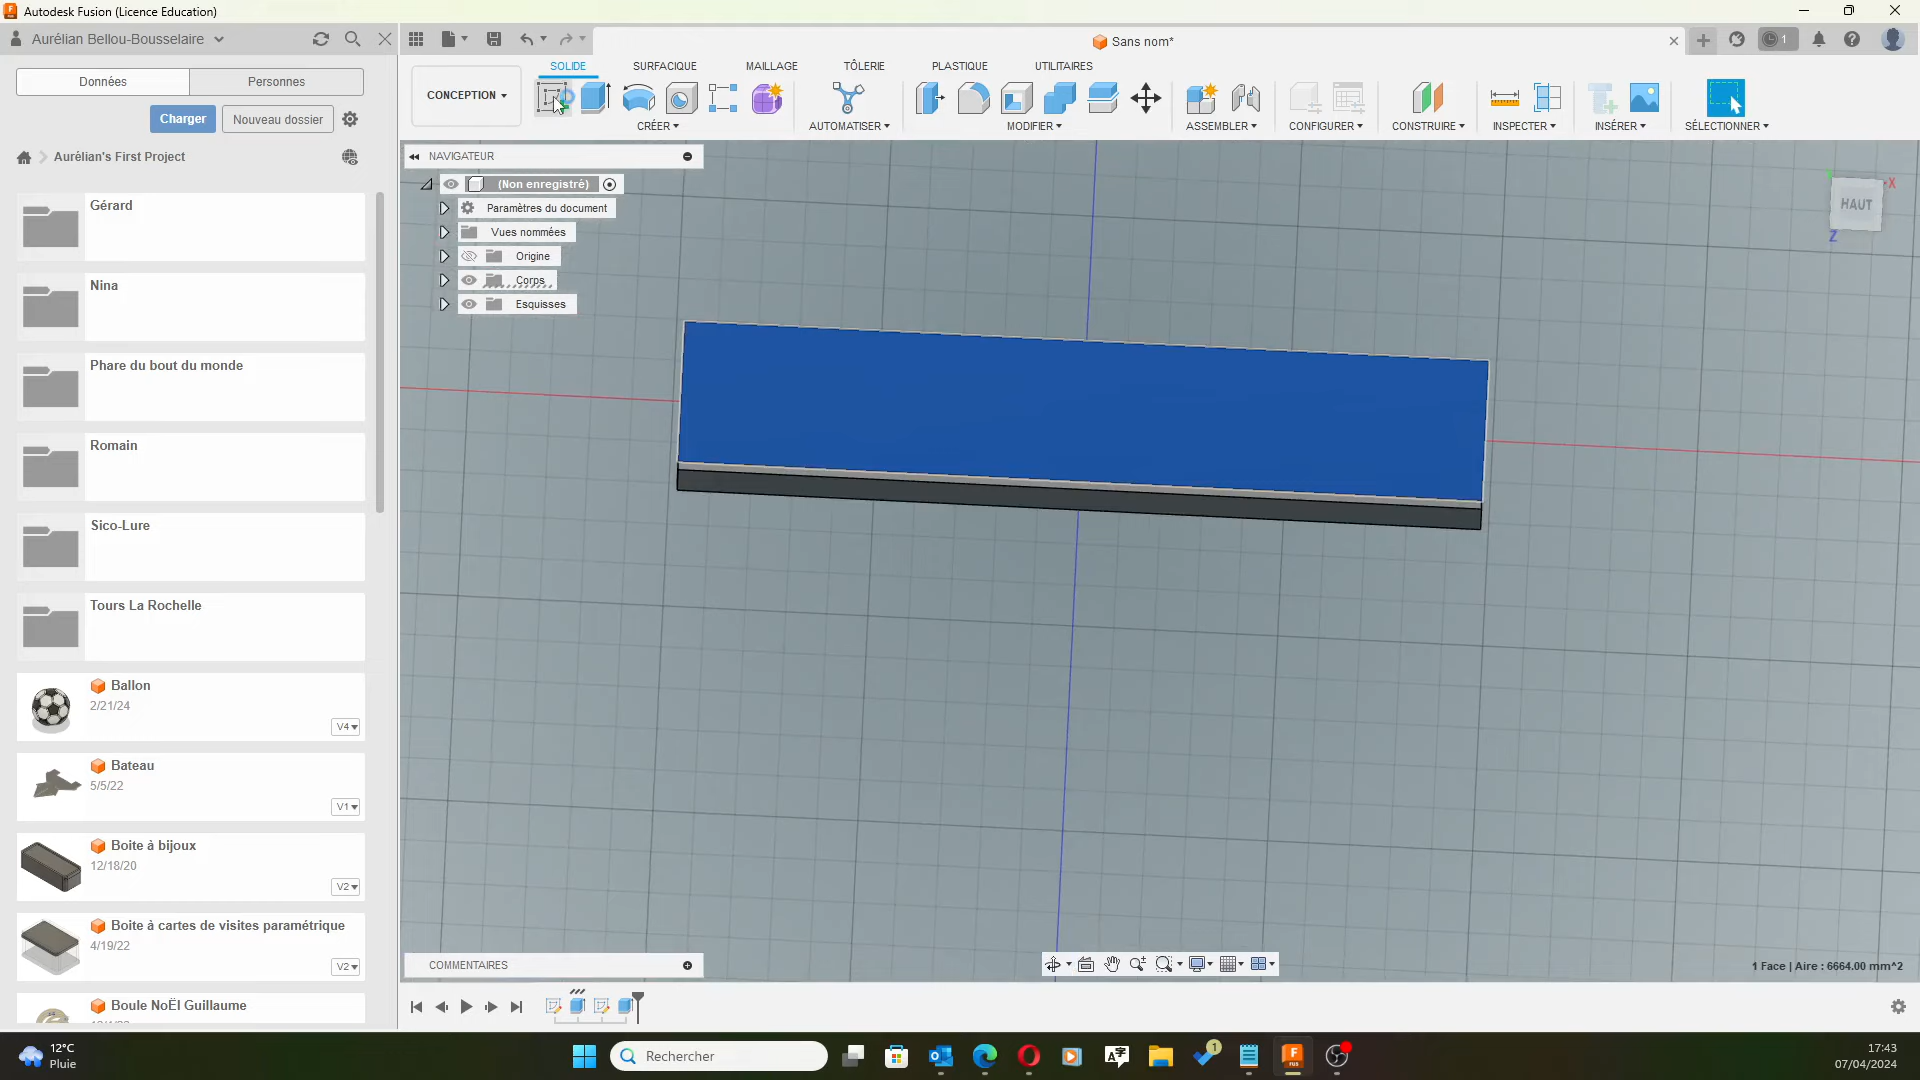 Autodesk Fusion (Licence Education)
Aurélian Bellou-Bousselaire
Sans nom*
1
Données
Personnes
Charger
Nouveau dossier
Aurélian's First Project
Gérard
Nina
Phare du bout du monde
Romain
Sico-Lure
Tours La Rochelle
Ballon
2/21/24
V4
Bateau
5/5/22
V1
Boite à bijoux
12/18/20
V2
Boite à cartes de visites paramétrique
4/19/22
V2
Boule NoËl Guillaume
CONCEPTION
SOLIDE
SURFACIQUE
MAILLAGE
TÔLERIE
PLASTIQUE
UTILITAIRES
CRÉER
AUTOMATISER
MODIFIER
ASSEMBLER
CONFIGURER
CONSTRUIRE
INSPECTER
INSÉRER
SÉLECTIONNER
NAVIGATEUR
(Non enregistré)
Paramètres du document
Vues nommées
Origine
Corps
Esquisses
HAUT
X
Z
COMMENTAIRES
1 Face | Aire : 6664.00 mm^2
12°C
Pluie
Rechercher
1
F
FUS
17:43
07/04/2024